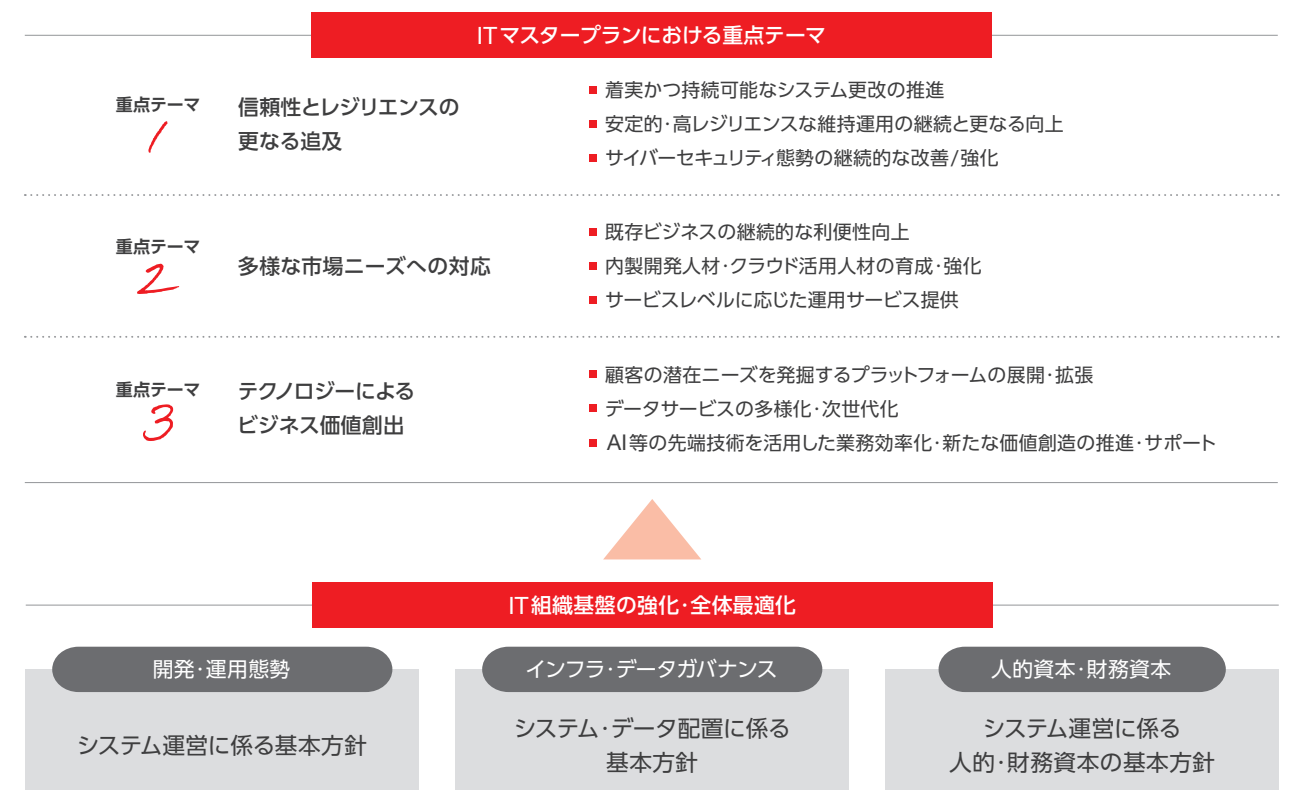 ITマスタープランにおける重点テーマ
重点テーマ
1
信頼性とレジリエンスの
更なる追及
着実かつ持続可能なシステム更改の推進
安定的・高レジリエンスな維持運用の継続と更なる向上
サイバーセキュリティ態勢の継続的な改善/強化
重点テーマ
2
多様な市場ニーズへの対応
既存ビジネスの継続的な利便性向上
内製開発人材・クラウド活用人材の育成・強化
サービスレベルに応じた運用サービス提供
重点テーマ
3
テクノロジーによる
ビジネス価値創出
顧客の潜在ニーズを発掘するプラットフォームの展開・拡張
データサービスの多様化・次世代化
AI等の先端技術を活用した業務効率化・新たな価値創造の推進・サポート
IT組織基盤の強化・全体最適化
開発・運用態勢
システム運営に係る基本方針
インフラ・データガバナンス
システム・データ配置に係る
基本方針
人的資本・財務資本
システム運営に係る
人的・財務資本の基本方針